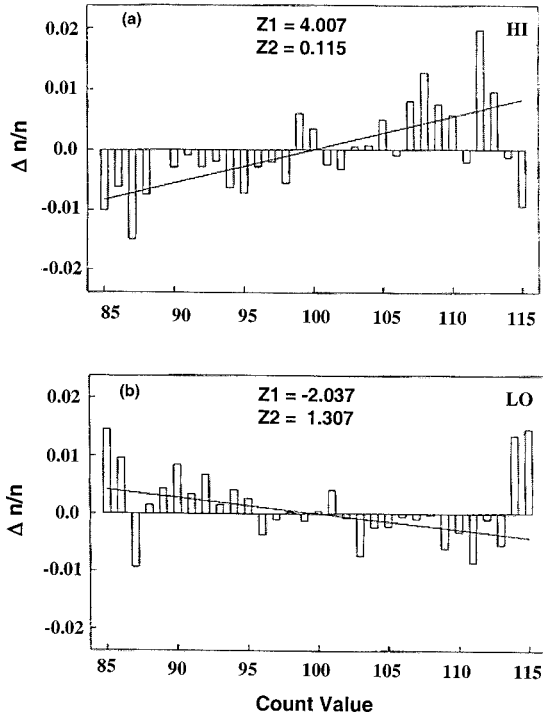 (a)
Z1 = 4.007
Z2 = 0.115
HI
0.02
0.01
0.0
-0.01
-0.02
Δ n/n
85 90 95 100 105 110 115
(b)
Z1 = -2.037
Z2 = 1.307
LO
0.02
0.01
0.0
-0.01
-0.02
Δ n/n
85 90 95 100 105 110 115
Count Value